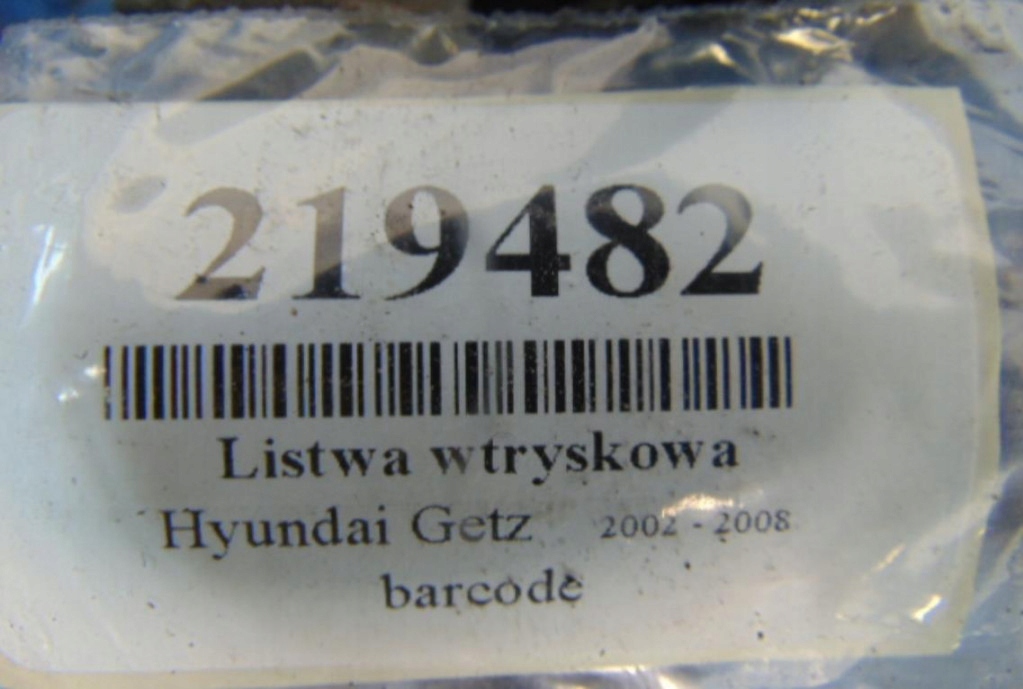 219482
Listwa wtryskowa
Hyundai Getz 2002 - 2008
barcode